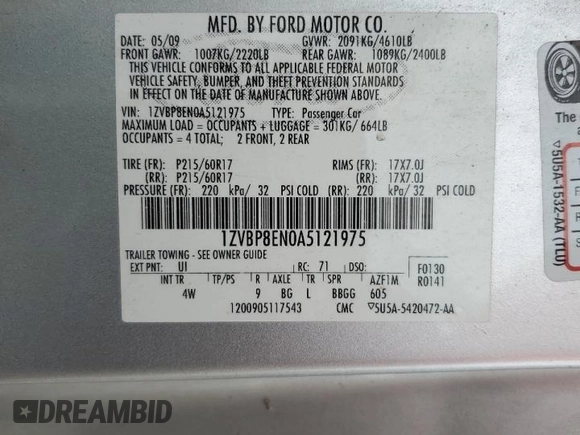 MFD. BY FORD MOTOR CO.
DATE: 05/09 GVWR: 2091KG/4610LB
FRONT GAWR: 1007KG/2220LB REAR GAWR: 1089KG/2400LB
THIS VEHICLE CONFORMS TO ALL APPLICABLE FEDERAL MOTOR
VEHICLE SAFETY, BUMPER, AND THEFT PREVENTION STANDARDS
IN EFFECT ON THE DATE OF MANUFACTURE SHOWN ABOVE.
VIN: 1ZVBP8EN0A5121975 TYPE: Passenger Car
MAXIMUM LOAD = OCCUPANTS + LUGGAGE = 301KG/ 664LB
OCCUPANTS = 4 TOTAL; 2 FRONT, 2 REAR
TIRE (FR): P215/60R17 RIMS (FR): 17X7.0J
(RR): P215/60R17 (RR): 17X7.0J
PRESSURE (FR): 220 kPa/ 32 PSI COLD (RR): 220 kPa/ 32 PSI COLD
1ZVBP8EN0A5121975
TRAILER TOWING - SEE OWNER GUIDE
EXT PNT: UI RC: 71 DSO: F0130
R0141
INT TR TP/PS R AXLE TR SPR AZF1M
4W 9 BG L BBGG 605
1200905117543 CMC ▽5U5A-5420472-AA
The
▽5U5A-1532-AA (TLU)
DREAMBID